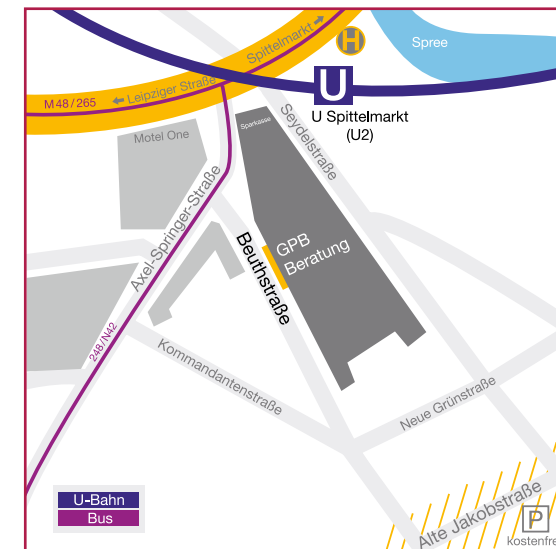 Spittelmarkt
H
Spree
Leipziger Straße
M48/265
U
U Spittelmarkt
(U2)
Sparkasse
Seydelstraße
Motel One
Axel-Springer-Straße
Beuthstraße
GPB
Beratung
248/N42
Kommandantenstraße
Neue Grünstraße
U-Bahn
Bus
Alte Jakobstraße
P
kostenfrei